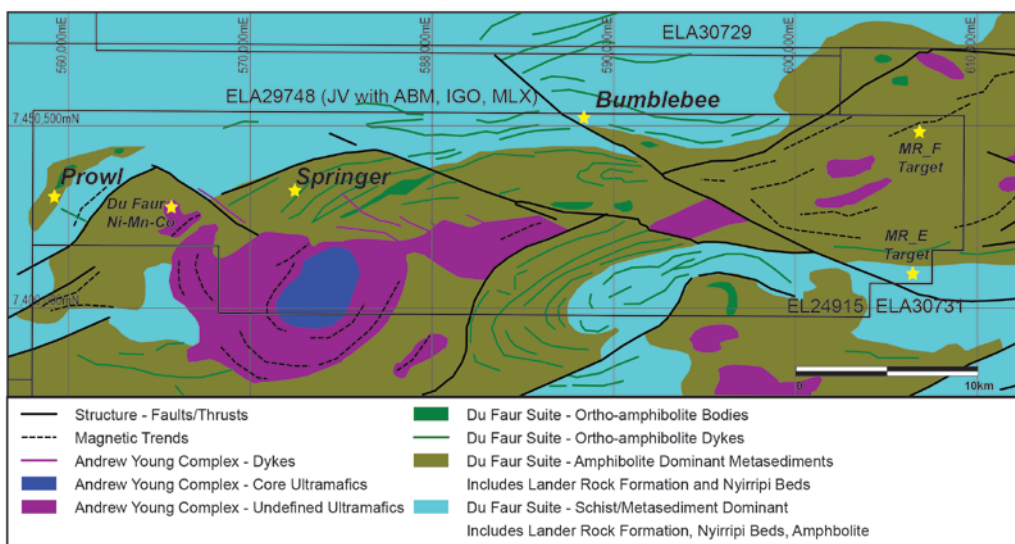 ELA30729
560,000mE
570,000mE
588,000mE
590,000mE
600,000mE
610,000mE
ELA29748 (JV with ABM, IGO, MLX)
Bumblebee
7,450,500mN
MR_F
Target
Prowl
Springer
Du Faur
Ni-Mn-Co
MR_E
Target
EL24915
ELA30731
0
10km
Structure - Faults/Thrusts
Magnetic Trends
Andrew Young Complex - Dykes
Andrew Young Complex - Core Ultramafics
Andrew Young Complex - Undefined Ultramafics
Du Faur Suite - Ortho-amphibolite Bodies
Du Faur Suite - Ortho-amphibolite Dykes
Du Faur Suite - Amphibolite Dominant Metasediments
Includes Lander Rock Formation and Nyirripi Beds
Du Faur Suite - Schist/Metasediment Dominant
Includes Lander Rock Formation, Nyirripi Beds, Amphbolite